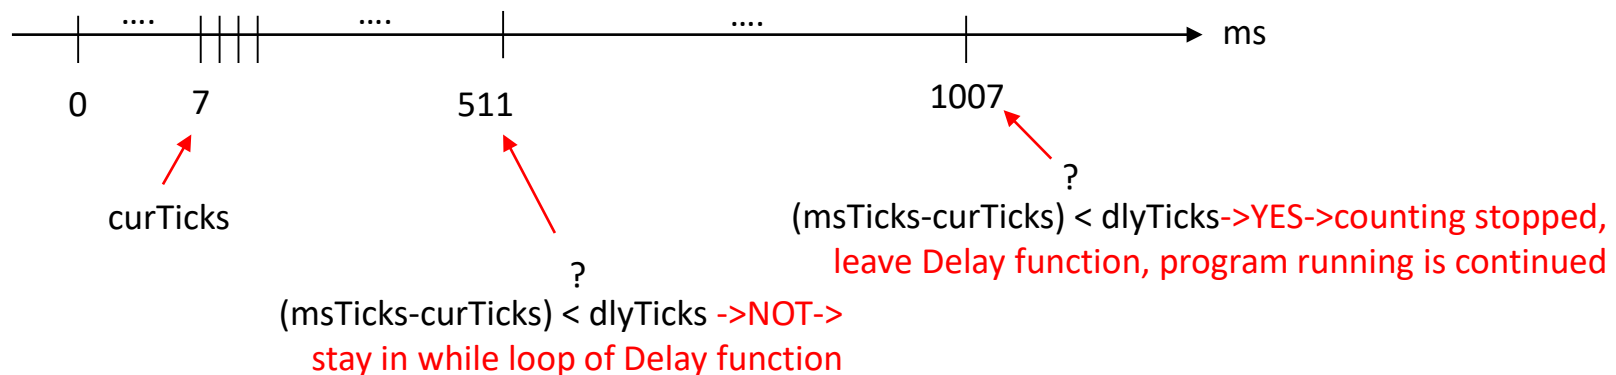 .... .... ....
ms
0 7 511 1007
curTicks
?
(msTicks-curTicks) < dlyTicks->YES->counting stopped,
leave Delay function, program running is continued
?
(msTicks-curTicks) < dlyTicks ->NOT->
stay in while loop of Delay function